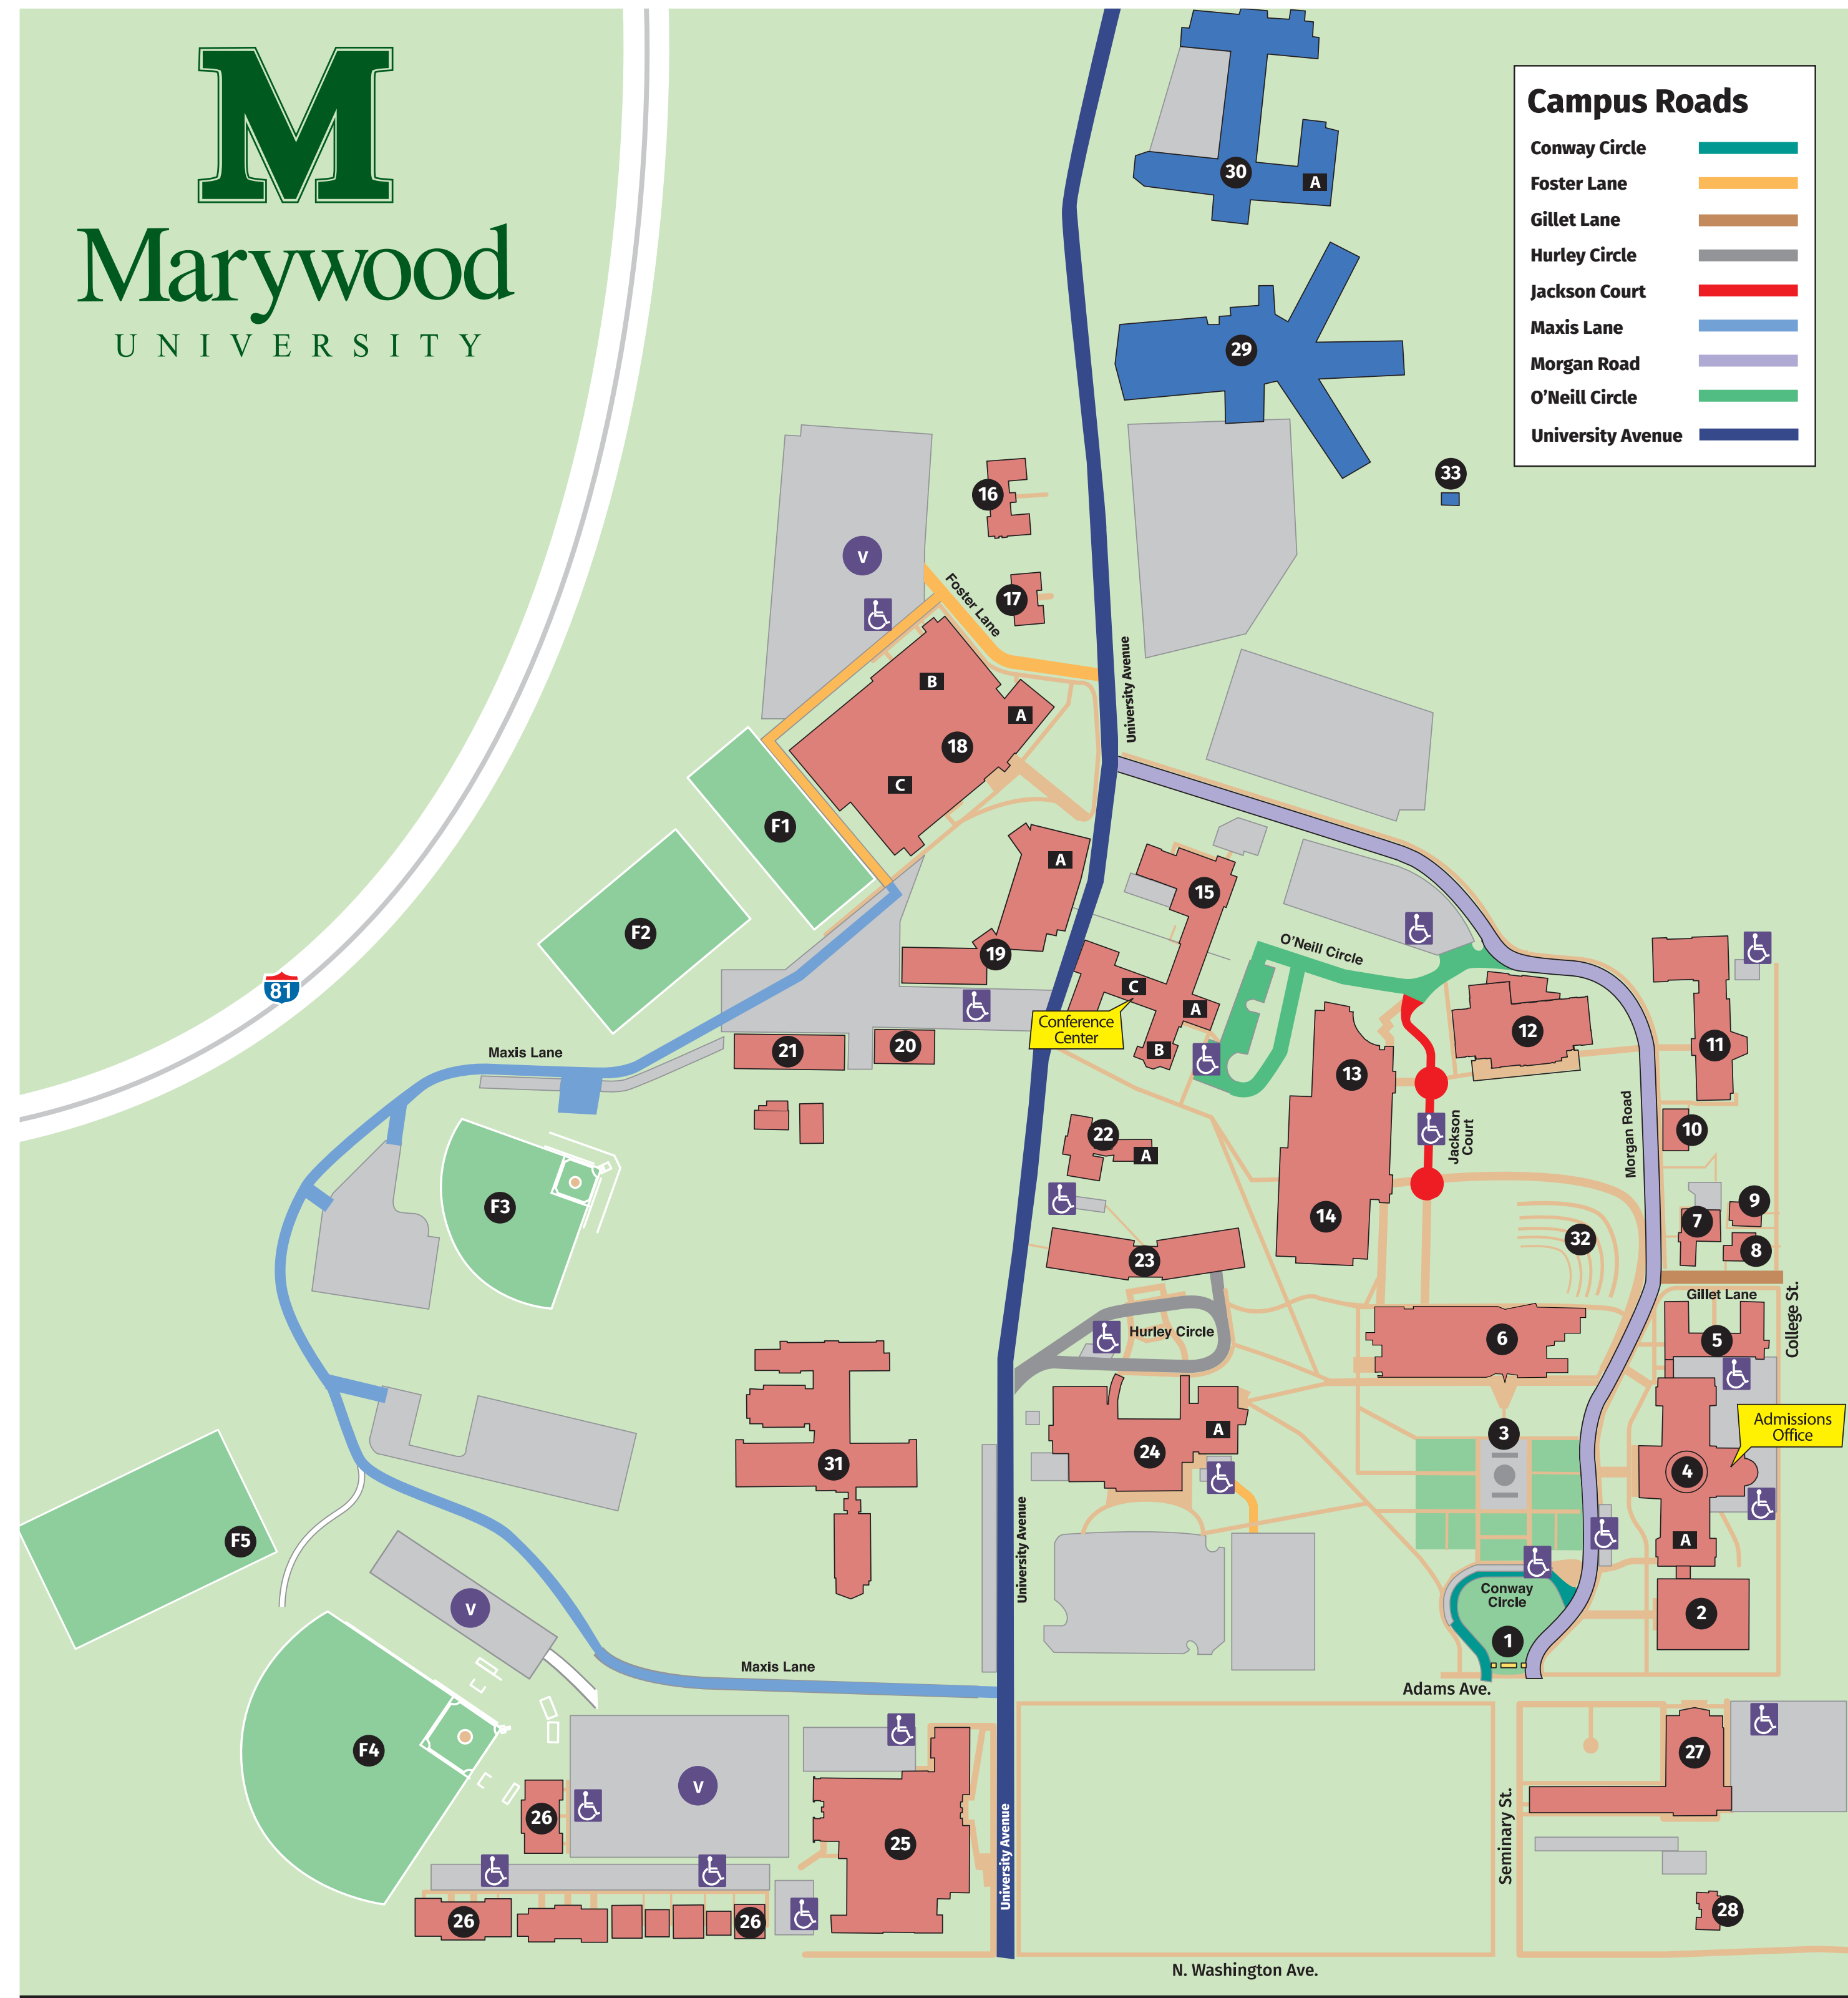 M
Marywood
UNIVERSITY
Campus Roads
Conway Circle
Foster Lane
Gillet Lane
Hurley Circle
Jackson Court
Maxis Lane
Morgan Road
O’Neill Circle
University Avenue
30
A
29
33
16
V
17
Foster Lane
University Avenue
B
A
18
C
F1
F2
A
15
19
O’Neill Circle
81
C
A
Conference
Center
B
12
11
21
20
Maxis Lane
13
Jackson
Court
Morgan Road
10
22
A
F3
14
32
9
7
8
23
Gillet Lane
College St.
Hurley Circle
6
5
A
24
3
Admissions
Office
4
31
University Avenue
F5
A
V
Conway
Circle
2
1
Maxis Lane
Adams Ave.
F4
27
V
26
25
University Avenue
Seminary St.
28
26
26
N. Washington Ave.